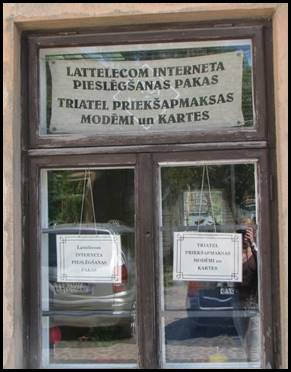 LATTELECOM INTERNETA
PIESLĒGŠANAS PAKAS
TRIATEL PRIEKŠAPMAKSAS
MODĒMI un KARTES
Lattelecom
INTERNETA
PIESLĒGŠANAS
PAKAS
TRIATEL
PRIEKŠAPMAKSAS
MODĒMI un
KARTES